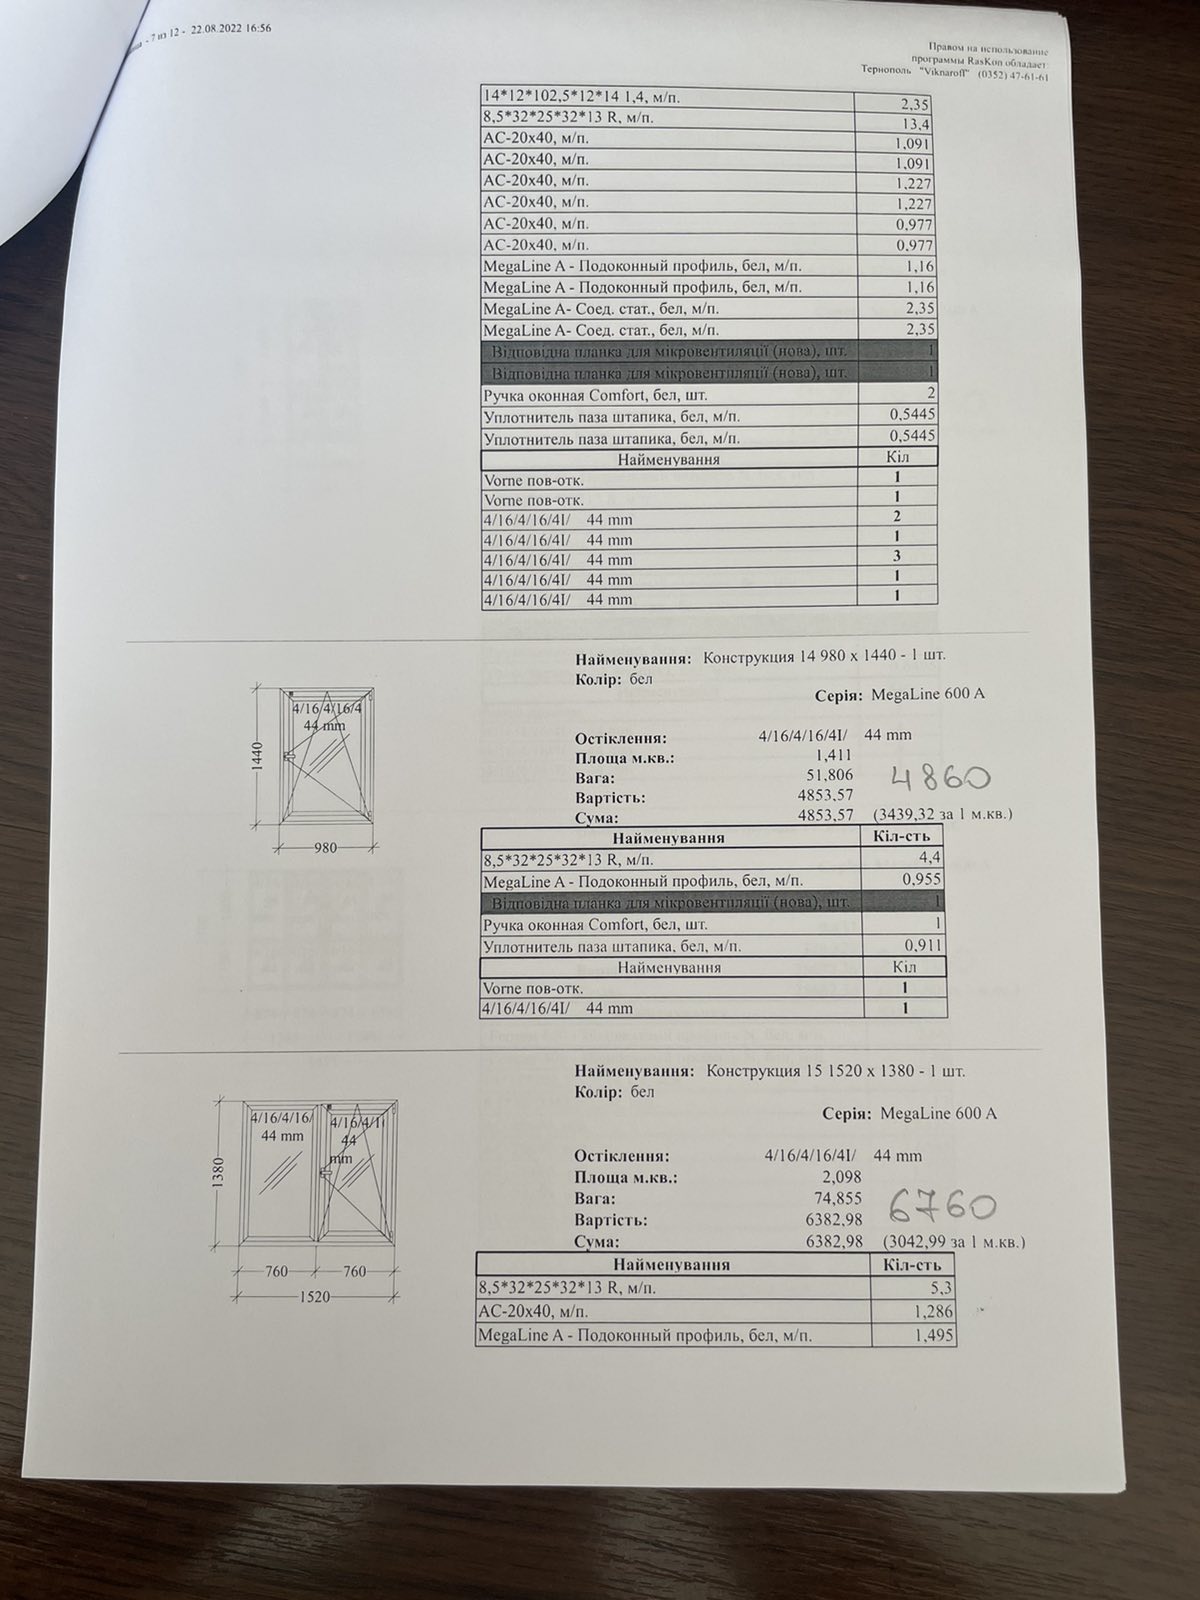 - 7 из 12 - 22.08.2022 16:56
Правом на использование
программы RasKon обладает:
Тернополь "Viknaroff" (0352) 47-61-61
14*12*102,5*12*14 1,4, м/п. 2,35
8,5*32*25*32*13 R, м/п. 13,4
АС-20х40, м/п. 1,091
АС-20х40, м/п. 1,091
АС-20х40, м/п. 1,227
АС-20х40, м/п. 1,227
АС-20х40, м/п. 0,977
АС-20х40, м/п. 0,977
MegaLine A - Подоконный профиль, бел, м/п. 1,16
MegaLine A - Подоконный профиль, бел, м/п. 1,16
MegaLine A- Соед. стат., бел, м/п. 2,35
MegaLine A- Соед. стат., бел, м/п. 2,35
Відповідна планка для мікровентиляції (нова), шт. 1
Відповідна планка для мікровентиляції (нова), шт. 1
Ручка оконная Comfort, бел, шт. 2
Уплотнитель паза штапика, бел, м/п. 0,5445
Уплотнитель паза штапика, бел, м/п. 0,5445
Найменування Кіл
Vorne пов-отк. 1
Vorne пов-отк. 1
4/16/4/16/4I/ 44 mm 2
4/16/4/16/4I/ 44 mm 1
4/16/4/16/4I/ 44 mm 3
4/16/4/16/4I/ 44 mm 1
4/16/4/16/4I/ 44 mm 1
Найменування: Конструкция 14 980 х 1440 - 1 шт.
Колір: бел
Серія: MegaLine 600 A
4/16/4/16/4
44 mm
1440
980
Остіклення: 4/16/4/16/4I/ 44 mm
Площа м.кв.: 1,411
Вага: 51,806
4860
Вартість: 4853,57
Сума: 4853,57 (3439,32 за 1 м.кв.)
Найменування Кіл-сть
8,5*32*25*32*13 R, м/п. 4,4
MegaLine A - Подоконный профиль, бел, м/п. 0,955
Відповідна планка для мікровентиляції (нова), шт. 1
Ручка оконная Comfort, бел, шт. 1
Уплотнитель паза штапика, бел, м/п. 0,911
Найменування Кіл
Vorne пов-отк. 1
4/16/4/16/4I/ 44 mm 1
Найменування: Конструкция 15 1520 х 1380 - 1 шт.
Колір: бел
Серія: MegaLine 600 A
4/16/4/16/
44 mm
4/16/4/1
44
mm
1380
760 760
1520
Остіклення: 4/16/4/16/4I/ 44 mm
Площа м.кв.: 2,098
Вага: 74,855
6760
Вартість: 6382,98
Сума: 6382,98 (3042,99 за 1 м.кв.)
Найменування Кіл-сть
8,5*32*25*32*13 R, м/п. 5,3
АС-20х40, м/п. 1,286
MegaLine A - Подоконный профиль, бел, м/п. 1,495